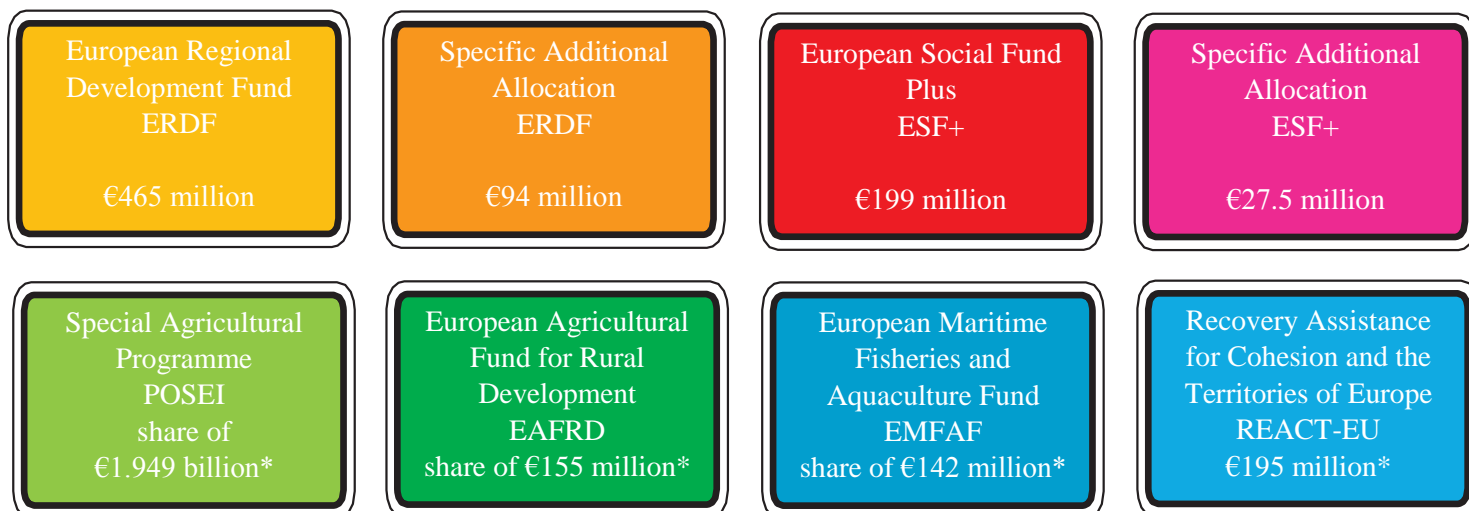 European Regional
Development Fund
ERDF
€465 million
Specific Additional
Allocation
ERDF
€94 million
European Social Fund
Plus
ESF+
€199 million
Specific Additional
Allocation
ESF+
€27.5 million
Special Agricultural
Programme
POSEI
share of
€1.949 billion*
European Agricultural
Fund for Rural
Development
EAFRD
share of €155 million*
European Maritime
Fisheries and
Aquaculture Fund
EMFAF
share of €142 million*
Recovery Assistance
for Cohesion and the
Territories of Europe
REACT-EU
€195 million*